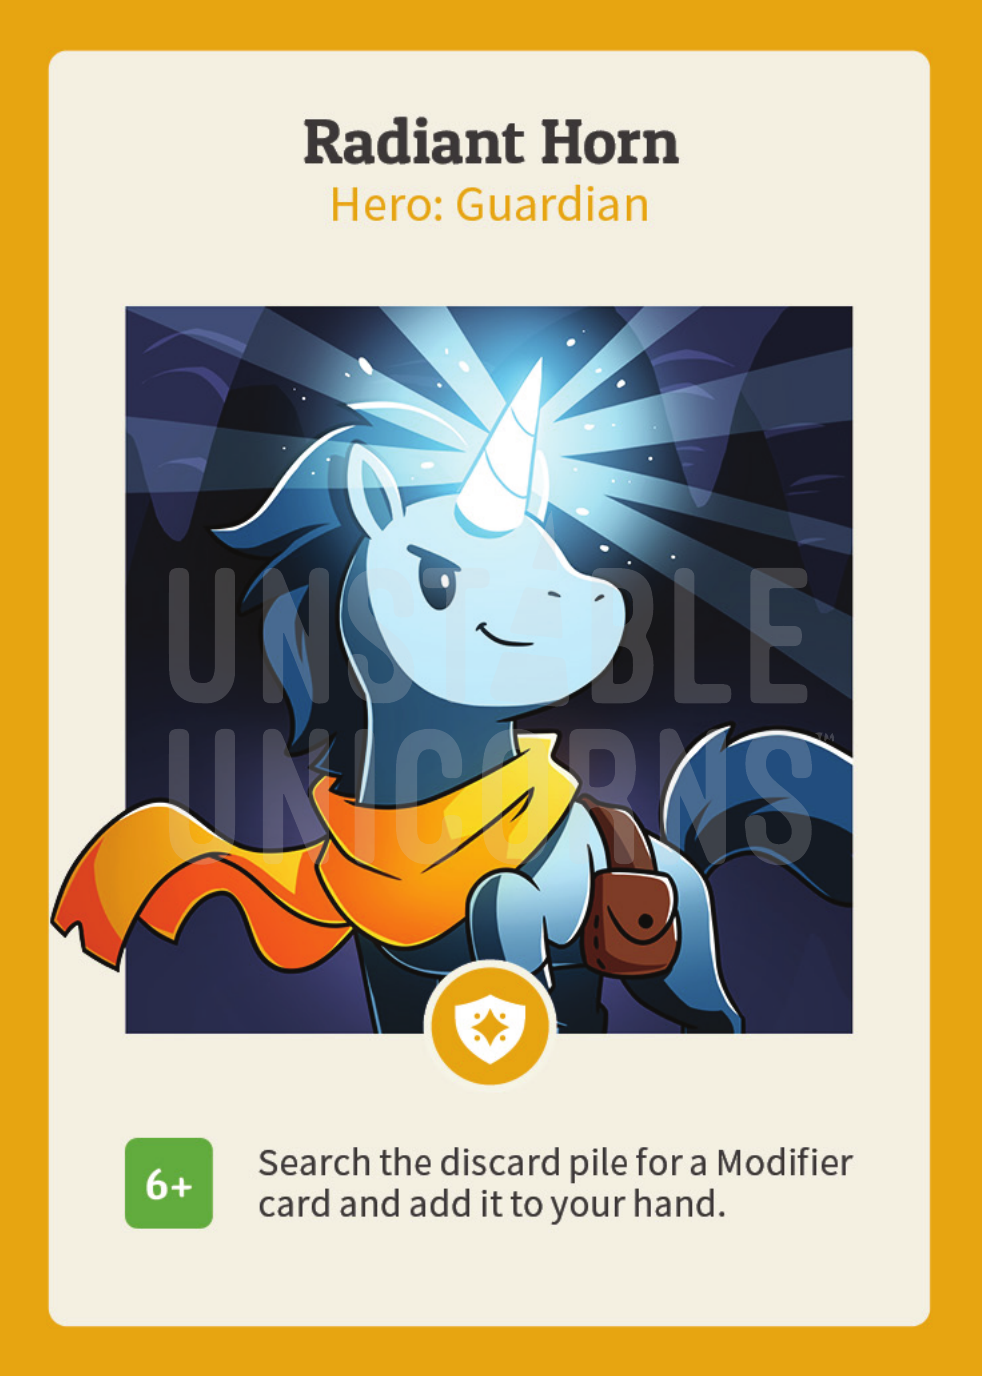 Radiant Horn
Hero: Guardian
UNSTABLE
UNICORNS™
6+
Search the discard pile for a Modifier
card and add it to your hand.